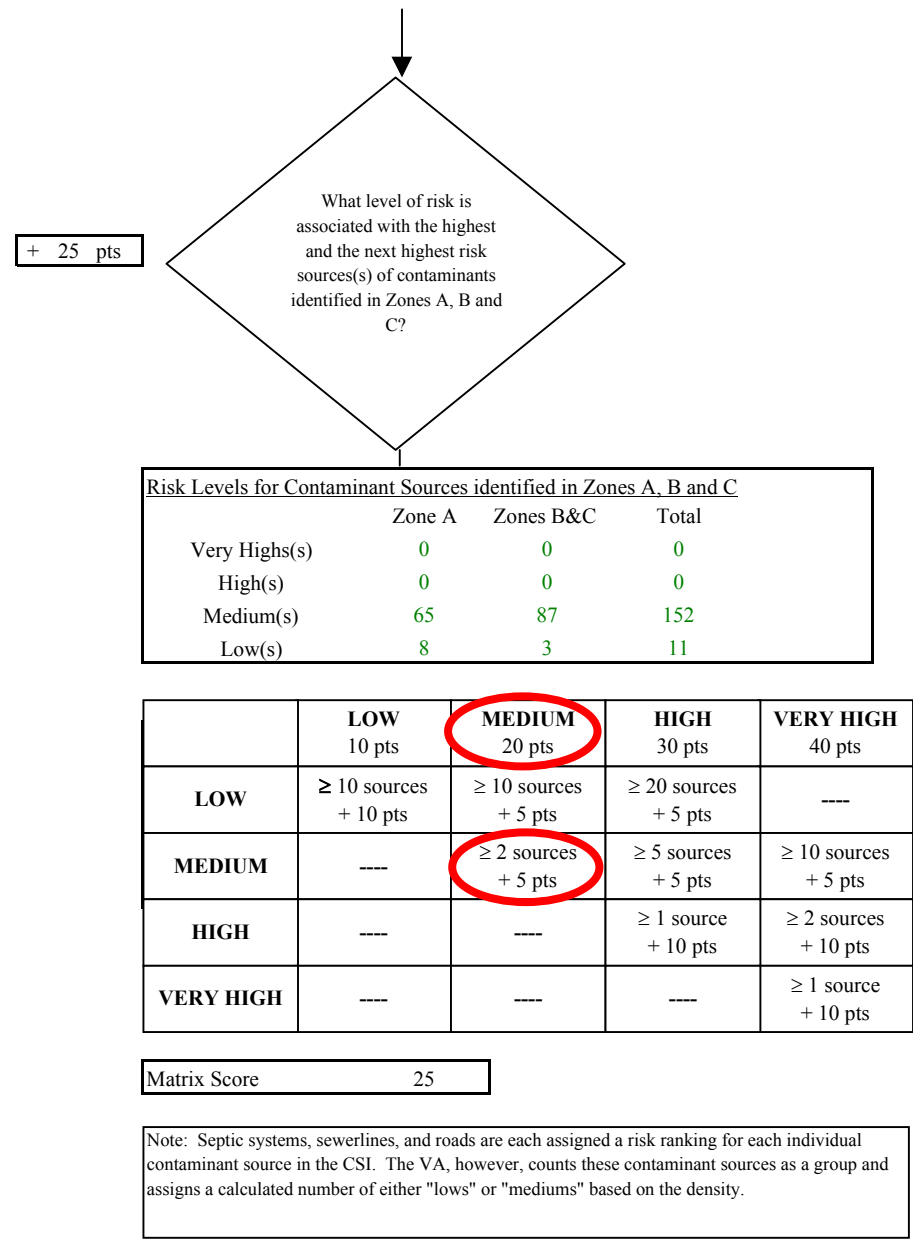 What level of risk is
associated with the highest
and the next highest risk
sources(s) of contaminants
identified in Zones A, B and
C?
+ 25 pts
Risk Levels for Contaminant Sources identified in Zones A, B and C
Zone A Zones B&C Total
Very Highs(s) 0 0 0
High(s) 0 0 0
Medium(s) 65 87 152
Low(s) 8 3 11
LOW MEDIUM HIGH VERY HIGH
10 pts 20 pts 30 pts 40 pts
LOW ≥ 10 sources ≥ 10 sources ≥ 20 sources ----
+ 10 pts + 5 pts + 5 pts
MEDIUM ---- ≥ 2 sources ≥ 5 sources ≥ 10 sources
+ 5 pts + 5 pts + 5 pts
HIGH ---- ---- ≥ 1 source ≥ 2 sources
+ 10 pts + 10 pts
VERY HIGH ---- ---- ---- ≥ 1 source
+ 10 pts
Matrix Score 25
Note: Septic systems, sewerlines, and roads are each assigned a risk ranking for each individual
contaminant source in the CSI. The VA, however, counts these contaminant sources as a group and
assigns a calculated number of either "lows" or "mediums" based on the density.